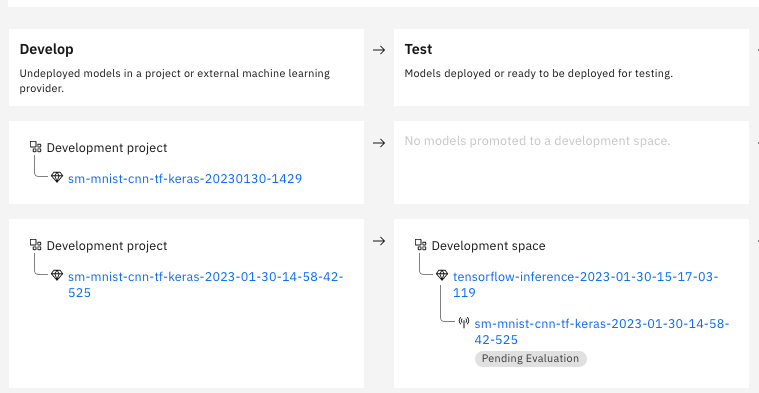 Develop
Undeployed models in a project or external machine learning
provider.
Test
Models deployed or ready to be deployed for testing.
Development project
sm-mnist-cnn-tf-keras-20230130-1429
No models promoted to a development space.
Development project
sm-mnist-cnn-tf-keras-2023-01-30-14-58-42-
525
Development space
tensorflow-inference-2023-01-30-15-17-03-
119
sm-mnist-cnn-tf-keras-2023-01-30-14-58-
42-525
Pending Evaluation